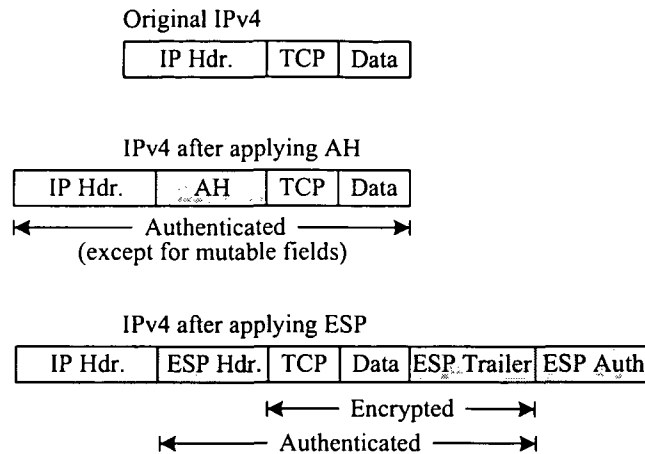 Original IPv4
IP Hdr. TCP Data
IPv4 after applying AH
IP Hdr. AH TCP Data
Authenticated
(except for mutable fields)
IPv4 after applying ESP
IP Hdr. ESP Hdr. TCP Data ESP Trailer ESP Auth
Encrypted
Authenticated